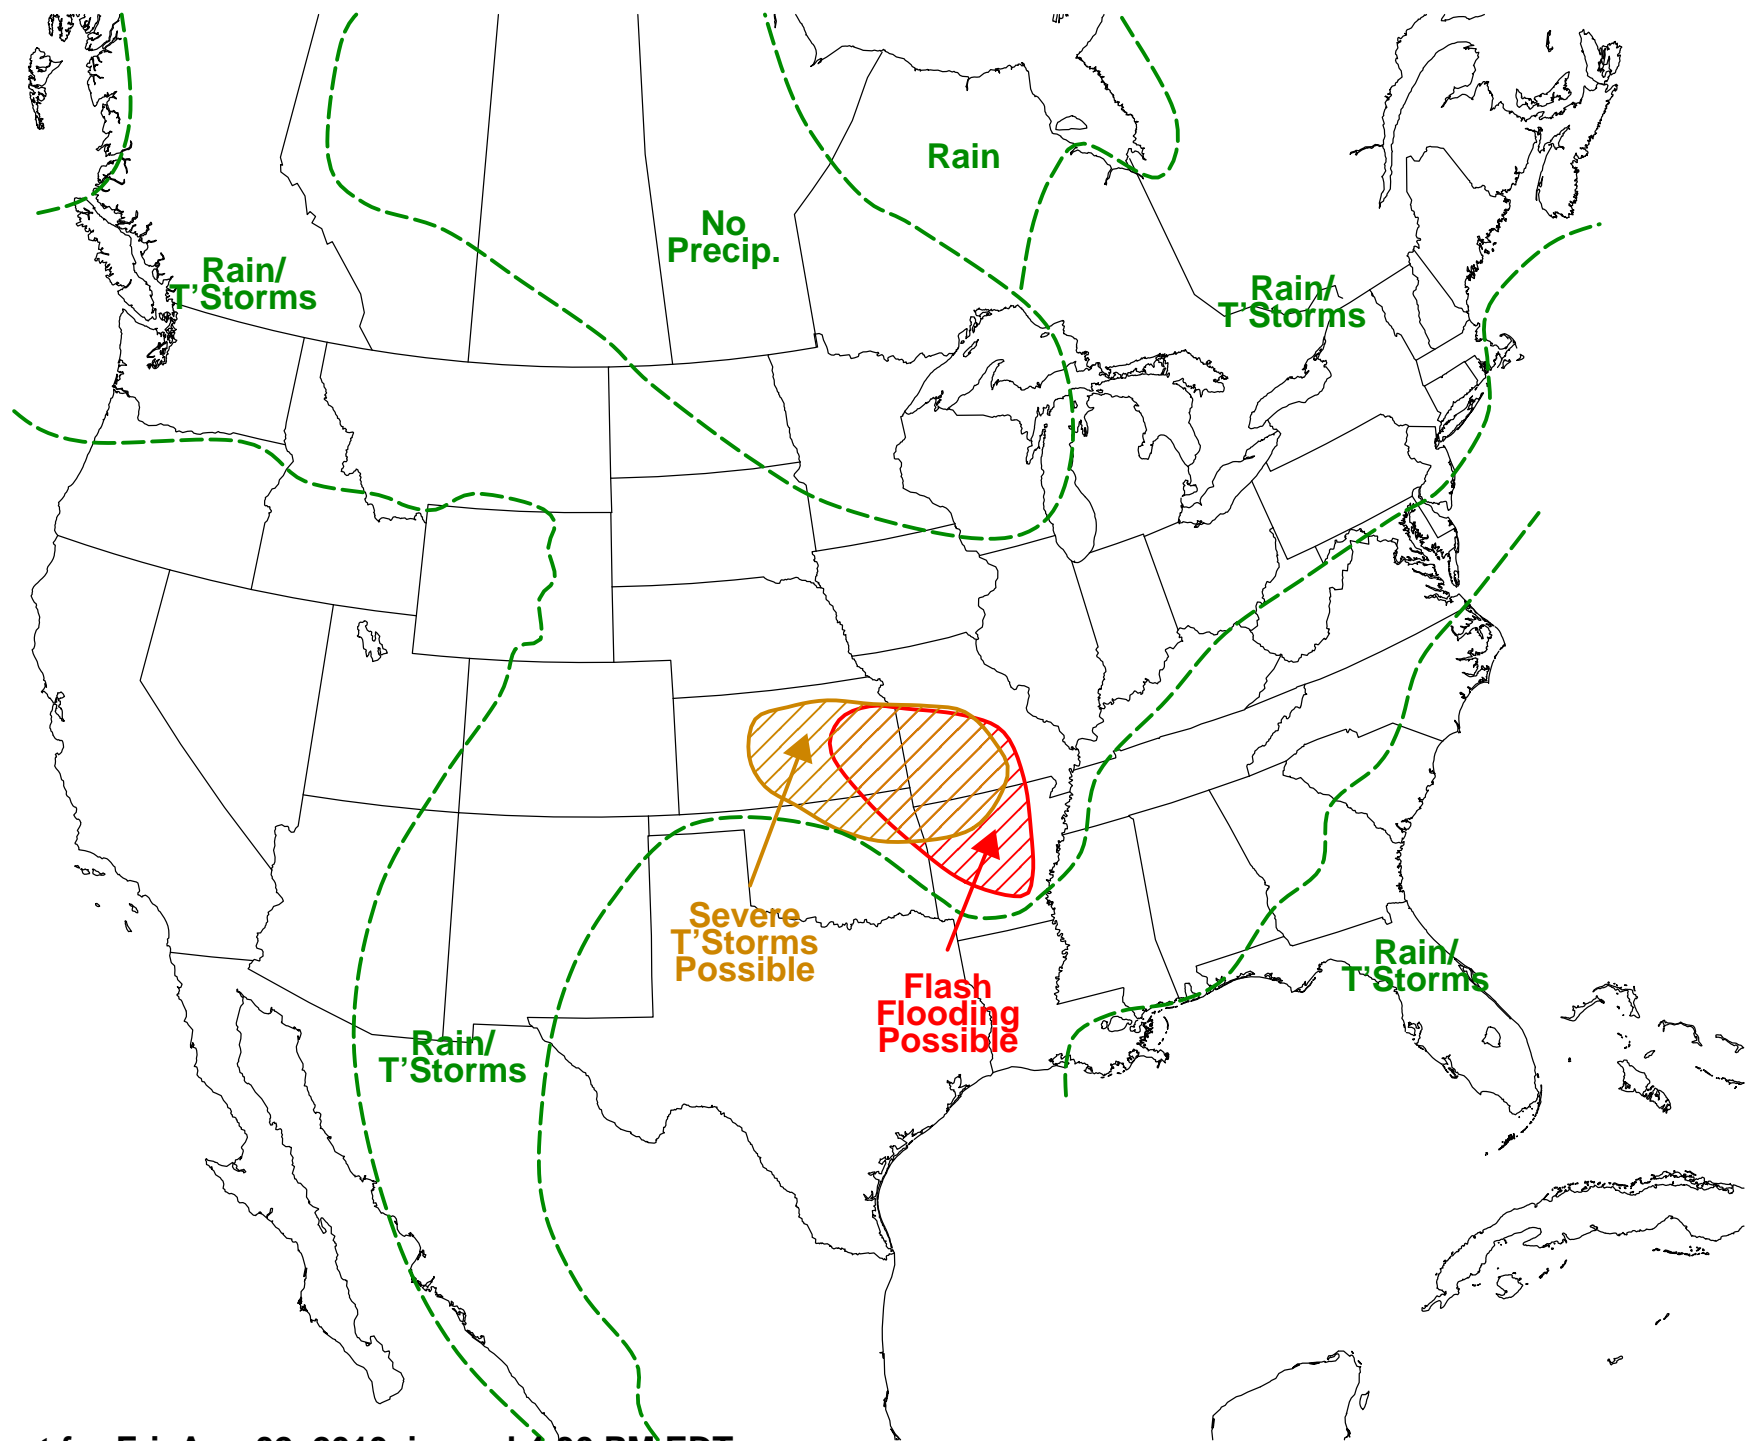 Rain
No
Precip.
Rain/
T'Storms
Rain/
T'Storms
Severe
T'Storms
Possible
Rain/
T'Storms
Flash
Flooding
Possible
Rain/
T'Storms